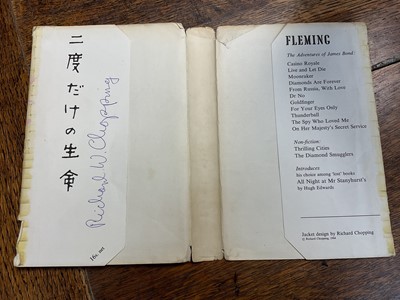 二度だけの生命
Richard W. Chopping
16s. net
FLEMING
The Adventures of James Bond:
Casino Royale
Live and Let Die
Moonraker
Diamonds Are Forever
From Russia, With Love
Dr No
Goldfinger
For Your Eyes Only
Thunderball
The Spy Who Loved Me
On Her Majesty's Secret Service
Non-fiction:
Thrilling Cities
The Diamond Smugglers
Introduces
his choice among 'lost' books
All Night at Mr Stanyhurst's
by Hugh Edwards
Jacket design by Richard Chopping
© Richard Chopping, 1964